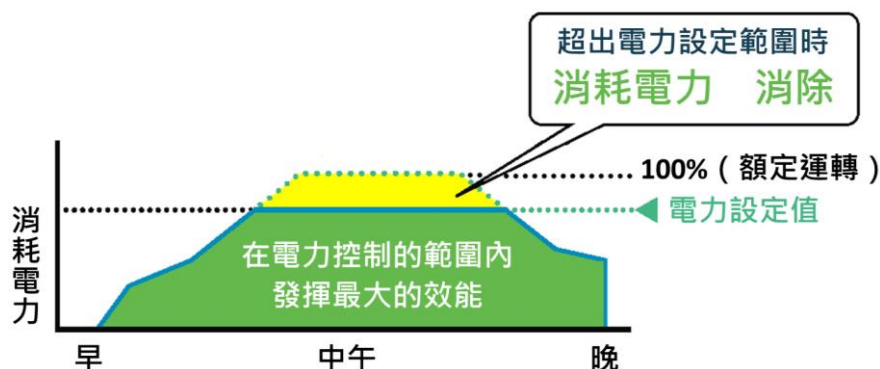 超出電力設定範圍時
消耗電力 消除
100%（額定運轉）
電力設定值
消耗電力
在電力控制的範圍內
發揮最大的效能
早 中午 晚